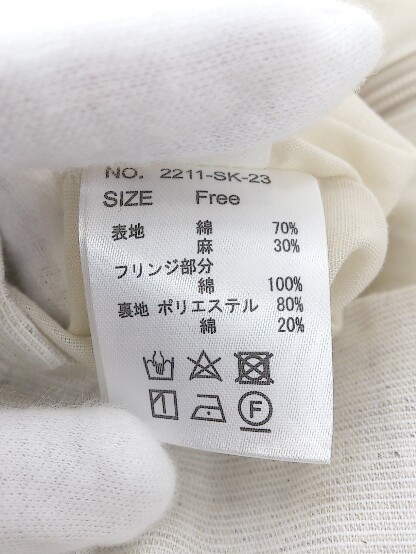 NO. 2211-SK-23
SIZE Free
表地 綿 70%
麻 30%
フリンジ部分
綿 100%
裏地 ポリエステル 80%
綿 20%
F